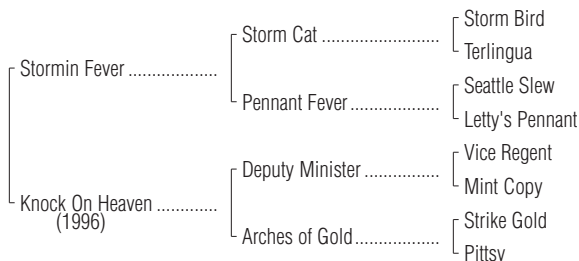 Storm Bird
Storm Cat ........................
Terlingua
Stormin Fever ..................
Seattle Slew
Pennant Fever ..................
Letty's Pennant
Vice Regent
Deputy Minister ...............
Mint Copy
Knock On Heaven ............
(1996)
Strike Gold
Arches of Gold.................
Pittsy